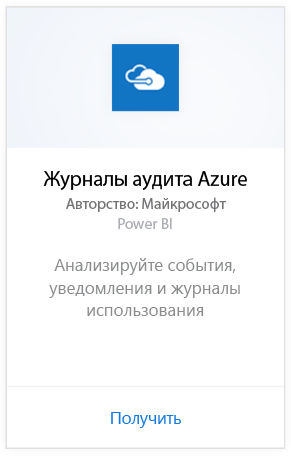 Журналы аудита Azure
Авторство: Майкрософт
Power BI
Анализируйте события,
уведомления и журналы
использования
Получить